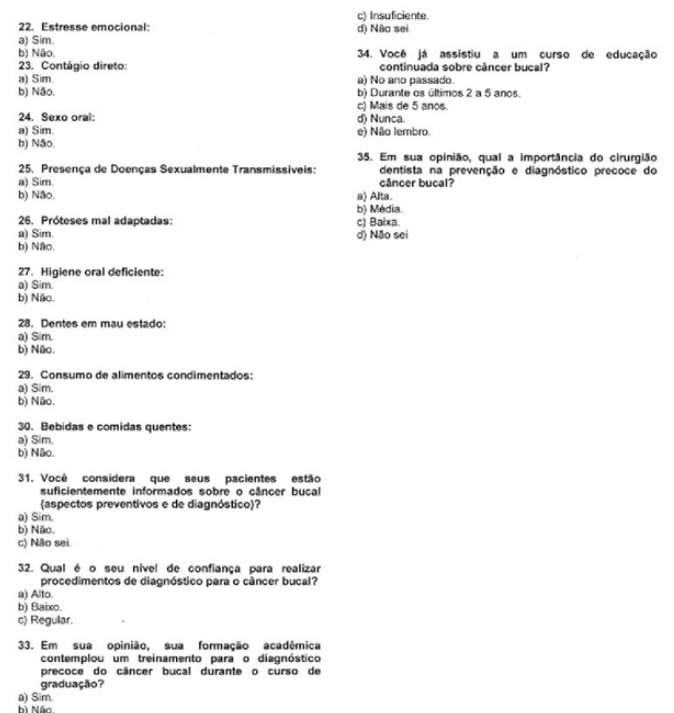 22. Estresse emocional:
a) Sim.
b) Não.
23. Contágio direto:
a) Sim.
b) Não.
24. Sexo oral:
a) Sim.
b) Não.
25. Presença de Doenças Sexualmente Transmissíveis:
a) Sim.
b) Não.
26. Próteses mal adaptadas:
a) Sim.
b) Não.
27. Higiene oral deficiente:
a) Sim.
b) Não.
28. Dentes em mau estado:
a) Sim.
b) Não.
29. Consumo de alimentos condimentados:
a) Sim.
b) Não.
30. Bebidas e comidas quentes:
a) Sim.
b) Não.
31. Você considera que seus pacientes estão
suficientemente informados sobre o câncer bucal
(aspectos preventivos e de diagnóstico)?
a) Sim.
b) Não.
c) Não sei.
32. Qual é o seu nível de confiança para realizar
procedimentos de diagnóstico para o câncer bucal?
a) Alto.
b) Baixo.
c) Regular.
33. Em sua opinião, sua formação acadêmica
contemplou um treinamento para o diagnóstico
precoce do câncer bucal durante o curso de
graduação?
a) Sim.
b) Não.
c) Insuficiente.
d) Não sei.
34. Você já assistiu a um curso de educação
continuada sobre câncer bucal?
a) No ano passado.
b) Durante os últimos 2 a 5 anos.
c) Mais de 5 anos.
d) Nunca.
e) Não lembro.
35. Em sua opinião, qual a importância do cirurgião
dentista na prevenção e diagnóstico precoce do
câncer bucal?
a) Alta.
b) Média.
c) Baixa.
d) Não sei